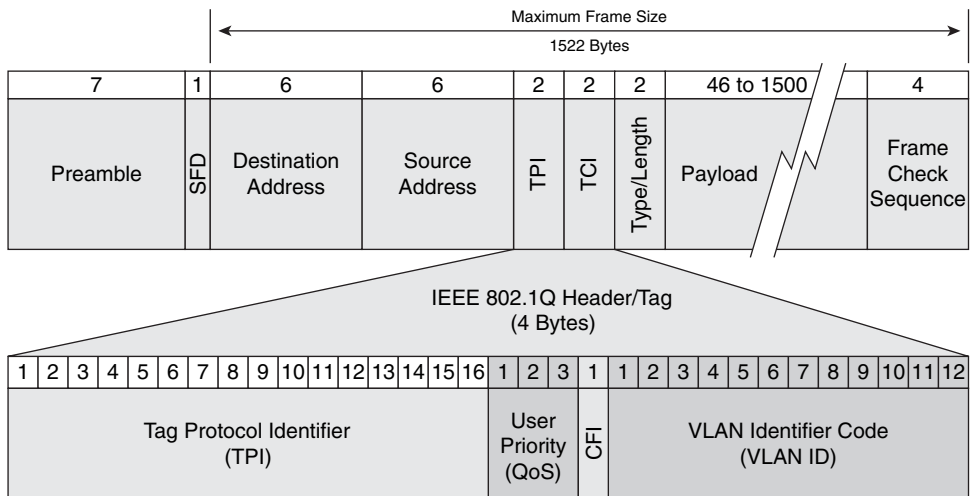 Maximum Frame Size
1522 Bytes
7 1 6 6 2 2 2 46 to 1500 4
Preamble
SFD
Destination
Address
Source
Address
TPI
TCI
Type/Length
Payload
Frame
Check
Sequence
IEEE 802.1Q Header/Tag
(4 Bytes)
1 2 3 4 5 6 7 8 9 10 11 12 13 14 15 16 1 2 3 1 1 2 3 4 5 6 7 8 9 10 11 12
Tag Protocol Identifier
(TPI)
User
Priority
(QoS)
CFI
VLAN Identifier Code
(VLAN ID)